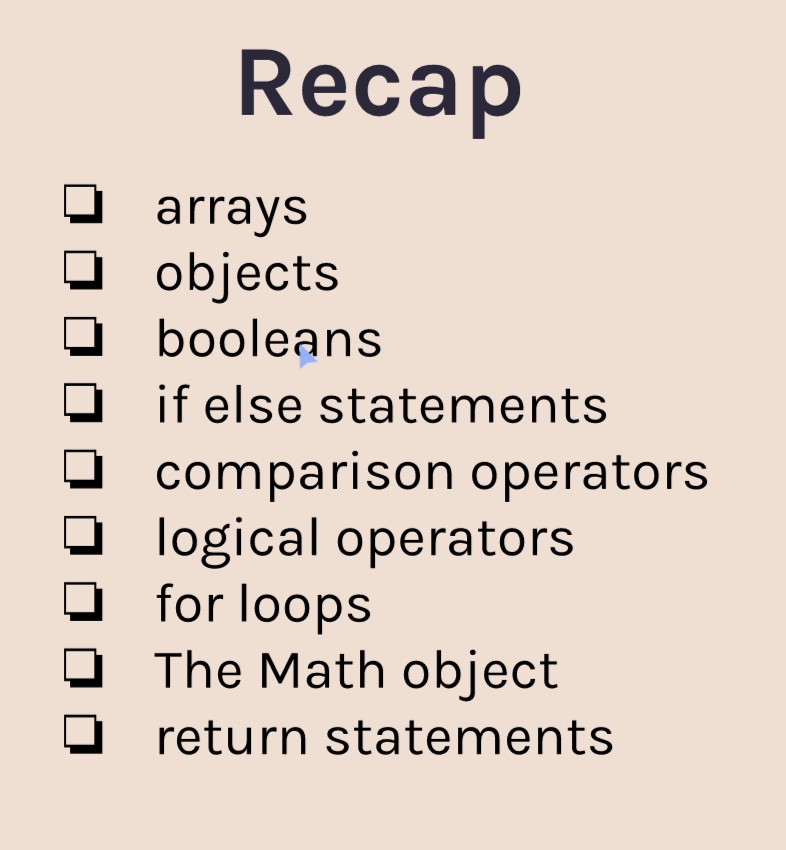 Recap
❏ arrays
❏ objects
❏ booleans
❏ if else statements
❏ comparison operators
❏ logical operators
❏ for loops
❏ The Math object
❏ return statements